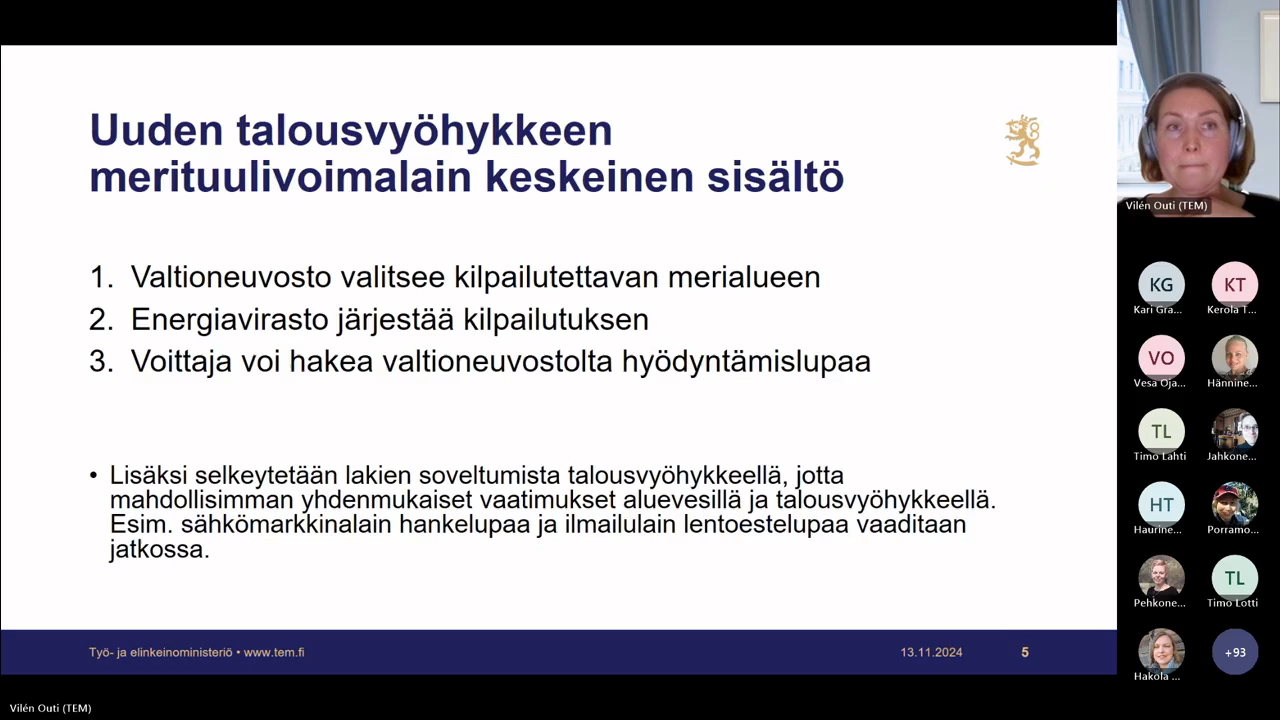 Uuden talousvyöhykkeen
merituulivoimalain keskeinen sisältö
1. Valtioneuvosto valitsee kilpailutettavan merialueen
2. Energiavirasto järjestää kilpailutuksen
3. Voittaja voi hakea valtioneuvostolta hyödyntämislupaa
• Lisäksi selkeytetään lakien soveltumista talousvyöhykkeellä, jotta
mahdollisimman yhdenmukaiset vaatimukset aluevesillä ja talousvyöhykkeellä.
Esim. sähkömarkkinalain hankelupaa ja ilmailulain lentoestelupaa vaaditaan
jatkossa.
Työ- ja elinkeinoministeriö • www.tem.fi
13.11.2024
5
Vilén Outi (TEM)
KG
Kari Gra...
KT
Kerola T...
VO
Vesa Oja...
Hännine...
TL
Timo Lahti
Jahkone...
HT
Haurine...
Porramo...
Pehkone...
TL
Timo Lotti
Hakola ...
+93
Vilén Outi (TEM)